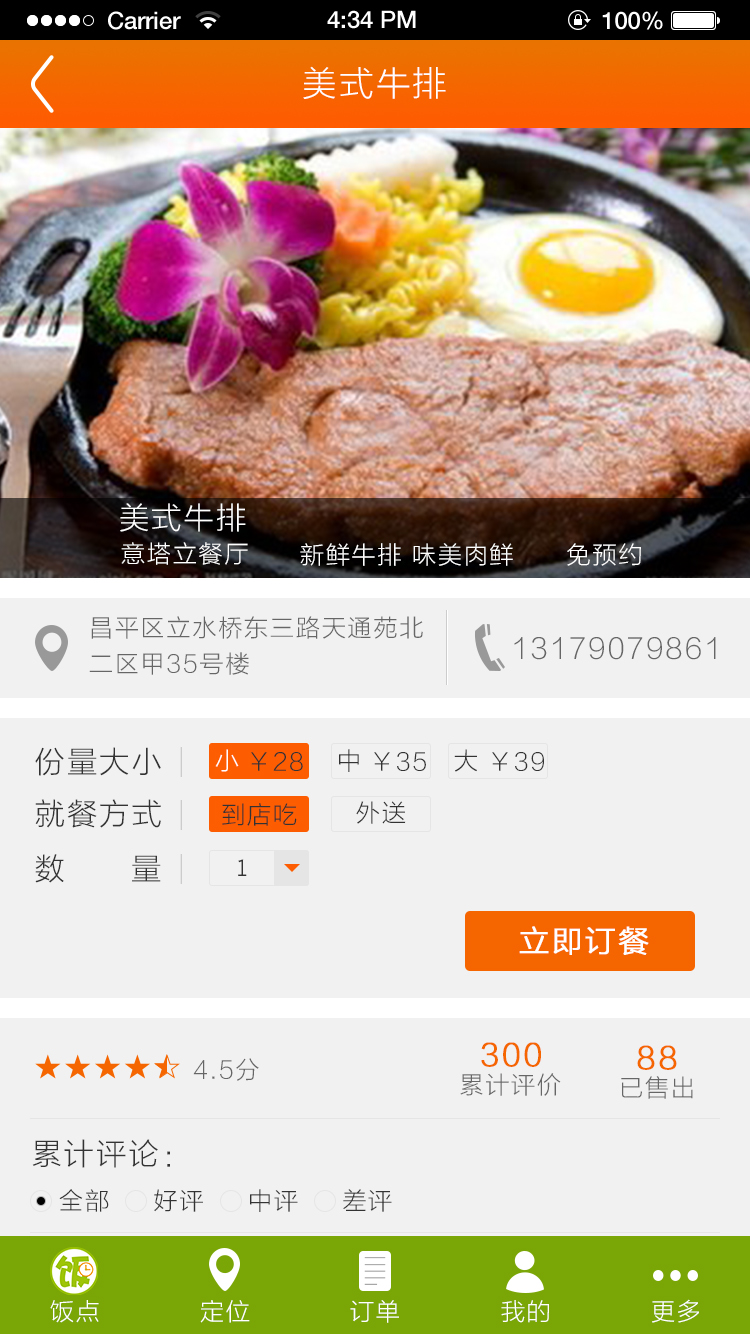 Carrier 4:34 PM 100%
美式牛排
美式牛排
意塔立餐厅 新鲜牛排 味美肉鲜 免预约
昌平区立水桥东三路天通苑北
二区甲35号楼
13179079861
份量大小 小 ￥28 中 ￥35 大 ￥39
就餐方式 到店吃 外送
数 量 1
立即订餐
4.5分
300
累计评价
88
已售出
累计评论：
全部 好评 中评 差评
饭
饭点 定位 订单 我的 更多